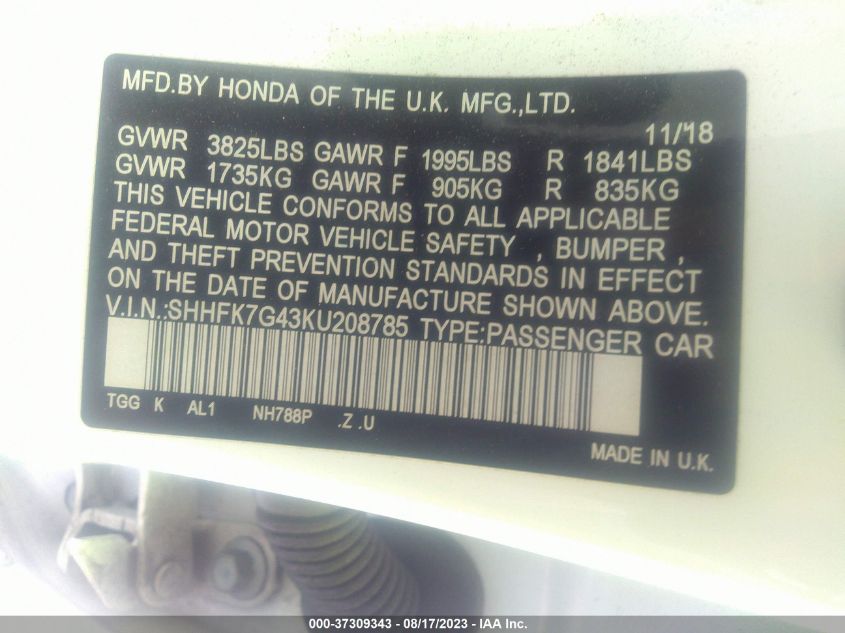 MFD.BY HONDA OF THE U.K. MFG.,LTD.
11/18
GVWR 3825LBS GAWR F 1995LBS R 1841LBS
GVWR 1735KG GAWR F 905KG R 835KG
THIS VEHICLE CONFORMS TO ALL APPLICABLE
FEDERAL MOTOR VEHICLE SAFETY , BUMPER ,
AND THEFT PREVENTION STANDARDS IN EFFECT
ON THE DATE OF MANUFACTURE SHOWN ABOVE.
V.I.N.:SHHFK7G43KU208785 TYPE:PASSENGER CAR
TGG K AL1 NH788P .Z .U
MADE IN U.K.
000-37309343 - 08/17/2023 - IAA Inc.